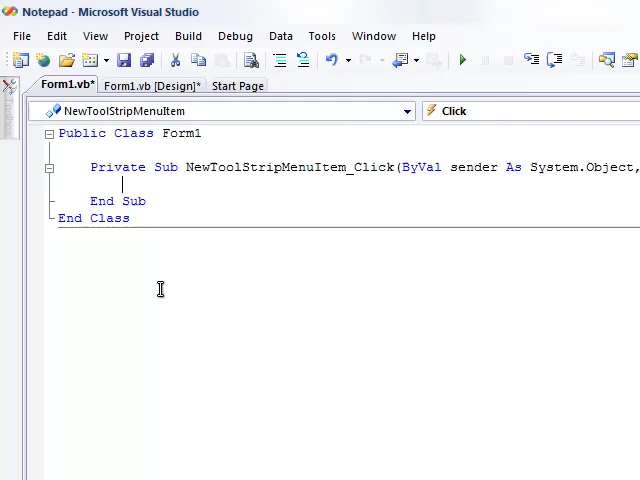 Notepad - Microsoft Visual Studio
File Edit View Project Build Debug Data Tools Window Help
Form1.vb* Form1.vb [Design]* Start Page
NewToolStripMenuItem Click
Toolbox
Public Class Form1
Private Sub NewToolStripMenuItem_Click(ByVal sender As System.Object,
End Sub
End Class